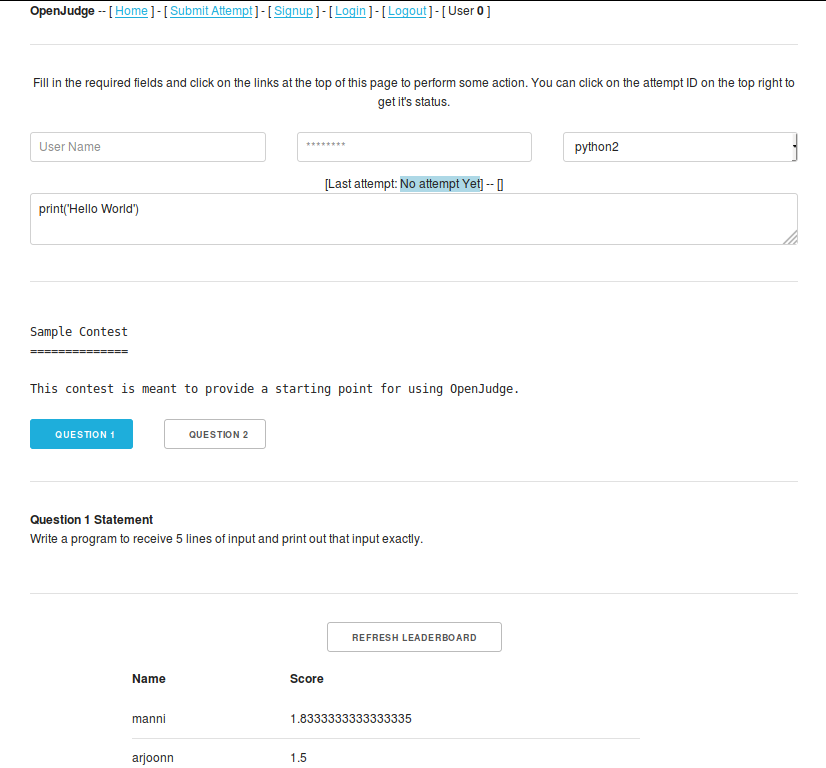 OpenJudge -- [ Home ] - [ Submit Attempt ] - [ Signup ] - [ Login ] - [ Logout ] - [ User 0 ]
Fill in the required fields and click on the links at the top of this page to perform some action. You can click on the attempt ID on the top right to
get it's status.
User Name ******** python2
[Last attempt: No attempt Yet] -- []
print('Hello World')
Sample Contest
==============
This contest is meant to provide a starting point for using OpenJudge.
QUESTION 1 QUESTION 2
Question 1 Statement
Write a program to receive 5 lines of input and print out that input exactly.
REFRESH LEADERBOARD
Name Score
manni 1.8333333333333335
arjoonn 1.5